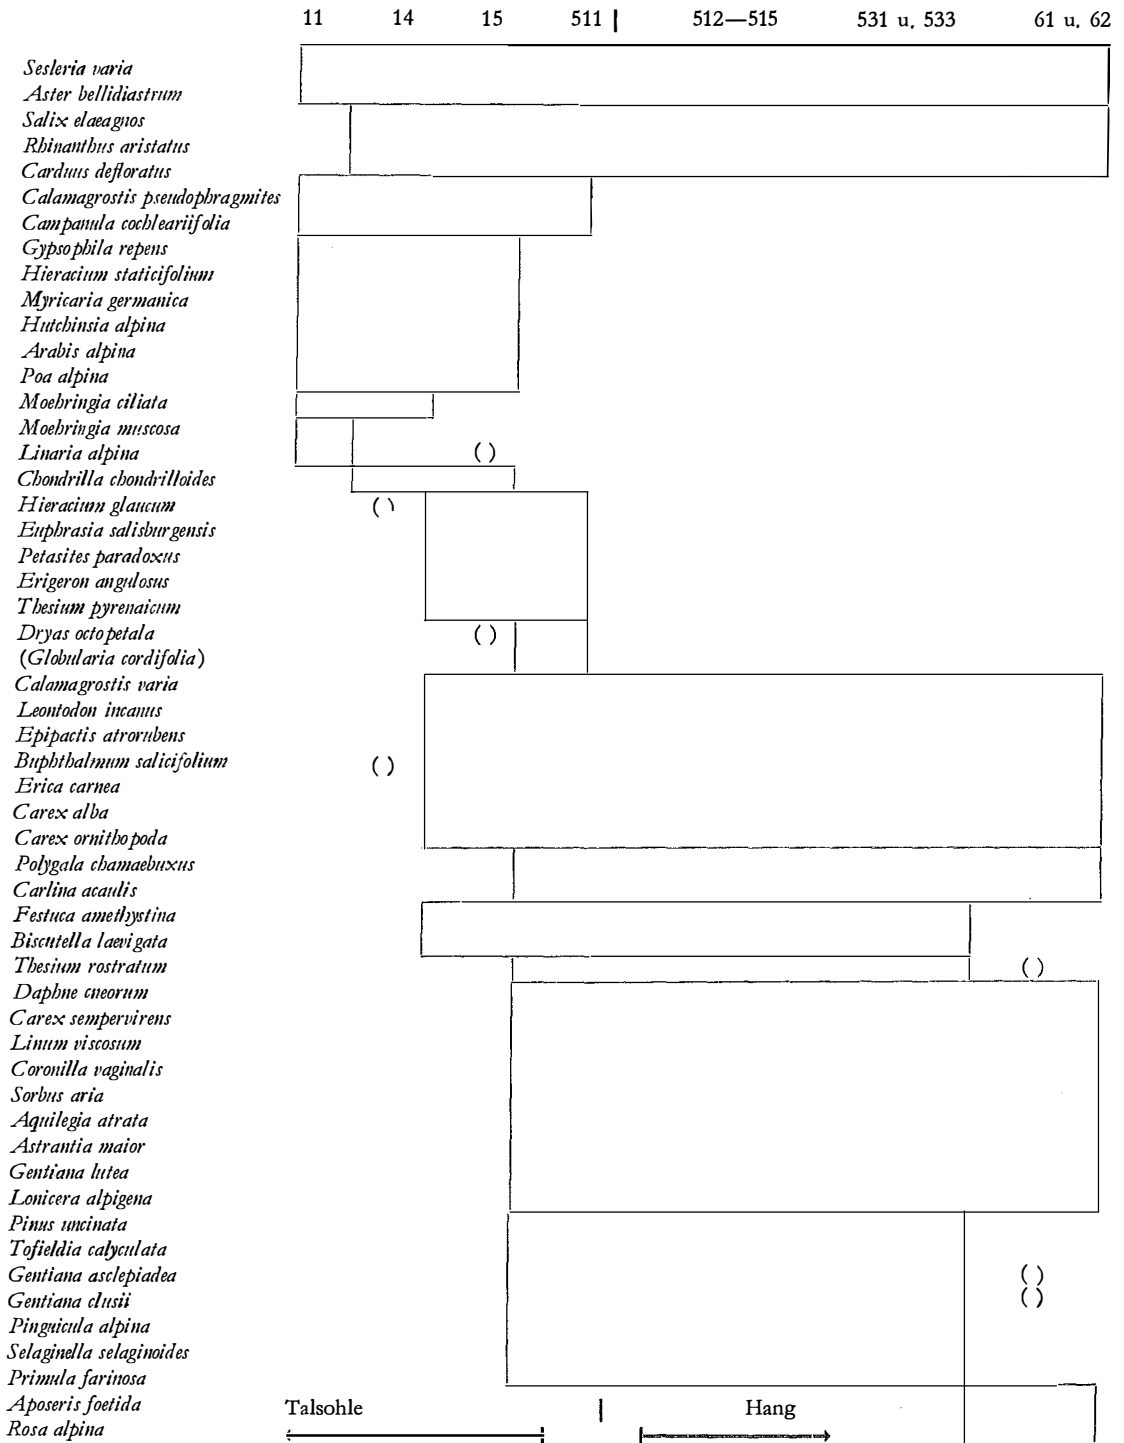 11 14 15 511 | 512—515 531 u. 533 61 u. 62
Sesleria varia
Aster bellidiastrum
Salix elaeagnos
Rhinanthus aristatus
Carduus defloratus
Calamagrostis pseudophragmites
Campanula cochleariifolia
Gypsophila repens
Hieracium staticifolium
Myricaria germanica
Hutchinsia alpina
Arabis alpina
Poa alpina
Moehringia ciliata
Moehringia muscosa
Linaria alpina ( )
Chondrilla chondrilloides
Hieracium glaucum ( )
Euphrasia salisburgensis
Petasites paradoxus
Erigeron angulosus
Thesium pyrenaicum
Dryas octopetala ( )
(Globularia cordifolia)
Calamagrostis varia
Leontodon incanus
Epipactis atrorubens
Buphthalmum salicifolium ( )
Erica carnea
Carex alba
Carex ornithopoda
Polygala chamaebuxus
Carlina acaulis
Festuca amethystina
Biscutella laevigata
Thesium rostratum ( )
Daphne cneorum
Carex sempervirens
Linum viscosum
Coronilla vaginalis
Sorbus aria
Aquilegia atrata
Astrantia maior
Gentiana lutea
Lonicera alpigena
Pinus uncinata
Tofieldia calyculata
Gentiana asclepiadea ( )
Gentiana clusii ( )
Pinguicula alpina
Selaginella selaginoides
Primula farinosa
Aposeris foetida Talsohle | Hang
Rosa alpina